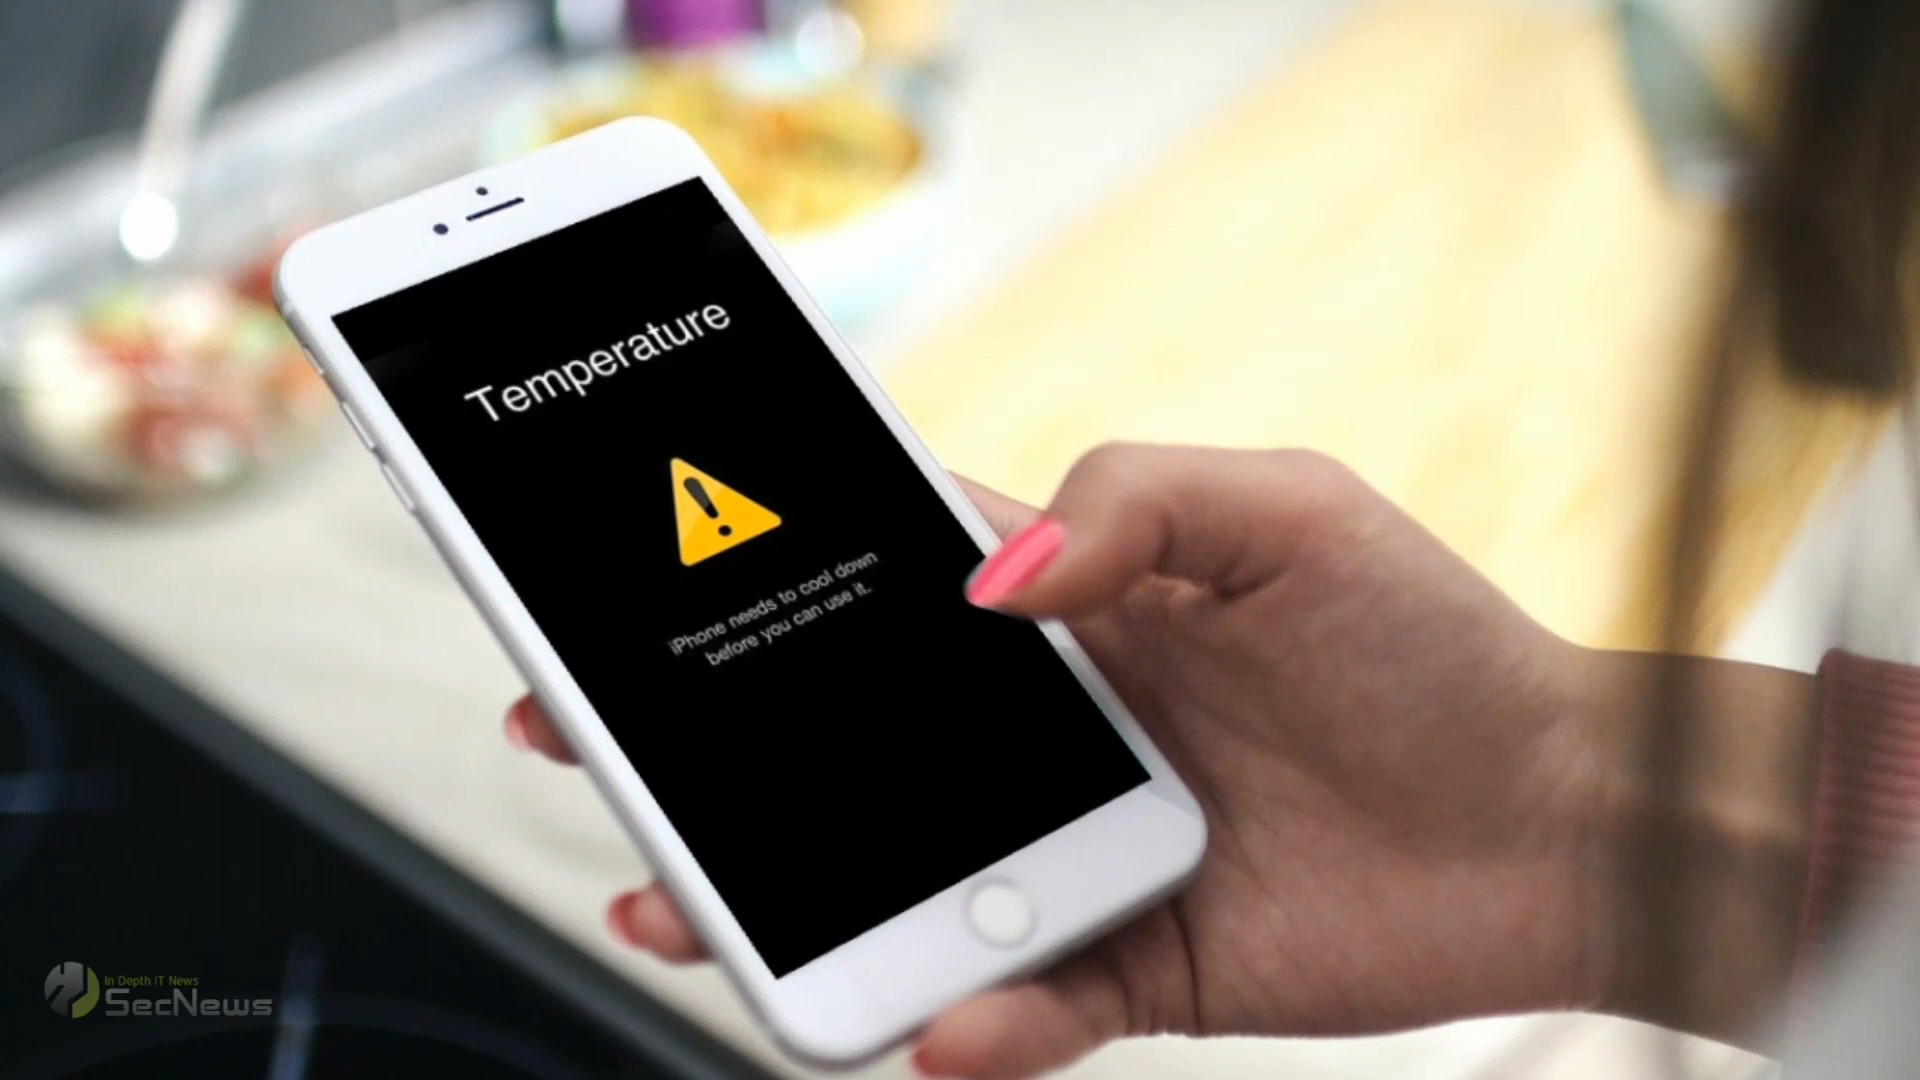 Temperature
iPhone needs to cool down
before you can use it.
In Depth IT News
SecNews